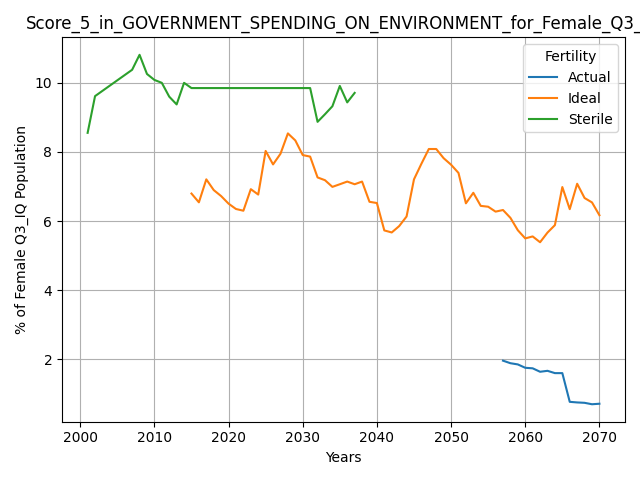 Score_5_in_GOVERNMENT_SPENDING_ON_ENVIRONMENT_for_Female_Q3_
Fertility
Actual
Ideal
Sterile
% of Female Q3_IQ Population
10
8
6
4
2
2000 2010 2020 2030 2040 2050 2060 2070
Years